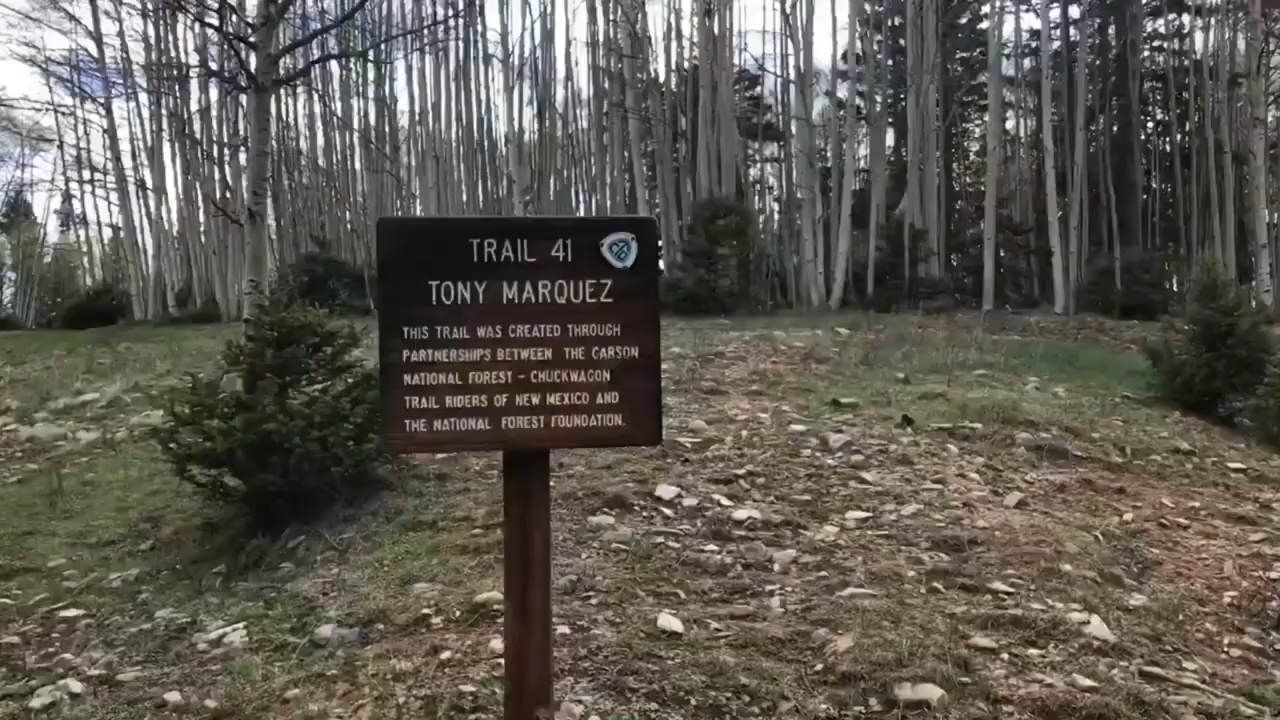 TRAIL 41
TONY MARQUEZ
THIS TRAIL WAS CREATED THROUGH
PARTNERSHIPS BETWEEN THE CARSON
NATIONAL FOREST - CHUCKWAGON
TRAIL RIDERS OF NEW MEXICO AND
THE NATIONAL FOREST FOUNDATION.